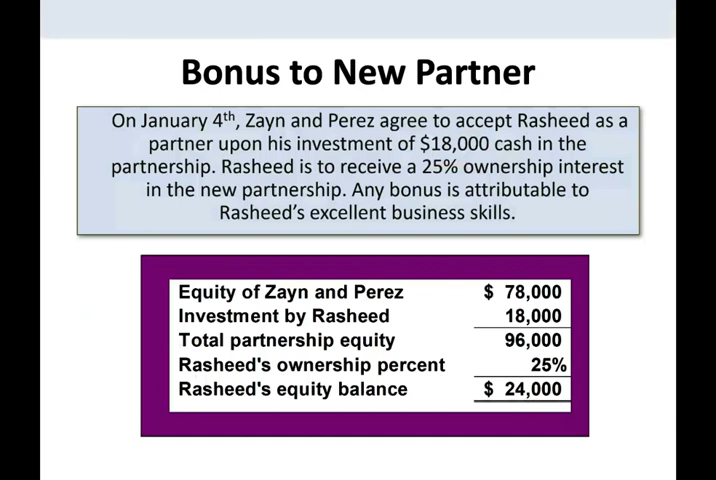 Bonus to New Partner
On January 4th, Zayn and Perez agree to accept Rasheed as a
partner upon his investment of $18,000 cash in the
partnership. Rasheed is to receive a 25% ownership interest
in the new partnership. Any bonus is attributable to
Rasheed’s excellent business skills.
Equity of Zayn and Perez $ 78,000
Investment by Rasheed 18,000
Total partnership equity 96,000
Rasheed's ownership percent 25%
Rasheed's equity balance $ 24,000